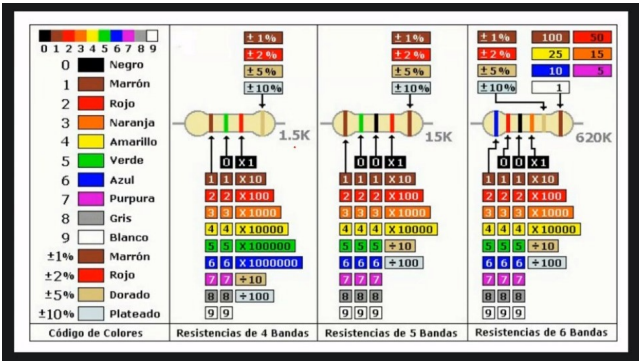 0 1 2 3 4 5 6 7 8 9
0 Negro
1 Marrón
2 Rojo
3 Naranja
4 Amarillo
5 Verde
6 Azul
7 Purpura
8 Gris
9 Blanco
±1% Marrón
±2% Rojo
±5% Dorado
±10% Plateado
Código de Colores
±1%
±2%
±5%
±10%
1.5K
0 X1
1 1 X10
2 2 X100
3 3 X1000
4 4 X10000
5 5 X100000
6 6 X1000000
7 7 ÷10
8 8 ÷100
9 9
Resistencias de 4 Bandas
±1%
±2%
±5%
±10%
15K
0 0 X1
1 1 1 X10
2 2 2 X100
3 3 3 X1000
4 4 4 X10000
5 5 5 ÷10
6 6 6 ÷100
7 7 7
8 8 8
9 9 9
Resistencias de 5 Bandas
±1% 100 50
±2% 25 15
±5% 10 5
±10% 1
620K
0 0 X1
1 1 1 X10
2 2 2 X100
3 3 3 X1000
4 4 4 X10000
5 5 5 ÷10
6 6 6 ÷100
7 7 7
8 8 8
9 9 9
Resistencias de 6 Bandas